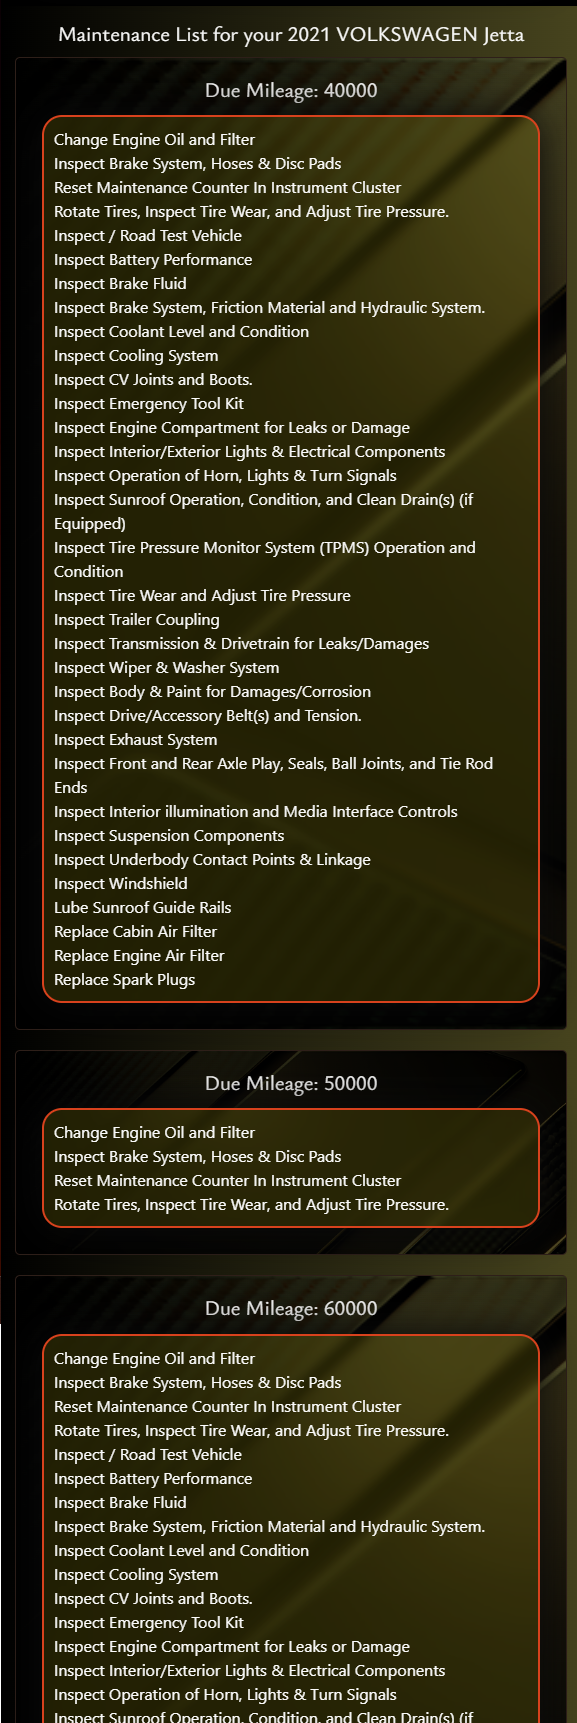 Maintenance List for your 2021 VOLKSWAGEN Jetta
Due Mileage: 40000
Change Engine Oil and Filter
Inspect Brake System, Hoses & Disc Pads
Reset Maintenance Counter In Instrument Cluster
Rotate Tires, Inspect Tire Wear, and Adjust Tire Pressure.
Inspect / Road Test Vehicle
Inspect Battery Performance
Inspect Brake Fluid
Inspect Brake System, Friction Material and Hydraulic System.
Inspect Coolant Level and Condition
Inspect Cooling System
Inspect CV Joints and Boots.
Inspect Emergency Tool Kit
Inspect Engine Compartment for Leaks or Damage
Inspect Interior/Exterior Lights & Electrical Components
Inspect Operation of Horn, Lights & Turn Signals
Inspect Sunroof Operation, Condition, and Clean Drain(s) (if
Equipped)
Inspect Tire Pressure Monitor System (TPMS) Operation and
Condition
Inspect Tire Wear and Adjust Tire Pressure
Inspect Trailer Coupling
Inspect Transmission & Drivetrain for Leaks/Damages
Inspect Wiper & Washer System
Inspect Body & Paint for Damages/Corrosion
Inspect Drive/Accessory Belt(s) and Tension.
Inspect Exhaust System
Inspect Front and Rear Axle Play, Seals, Ball Joints, and Tie Rod
Ends
Inspect Interior illumination and Media Interface Controls
Inspect Suspension Components
Inspect Underbody Contact Points & Linkage
Inspect Windshield
Lube Sunroof Guide Rails
Replace Cabin Air Filter
Replace Engine Air Filter
Replace Spark Plugs
Due Mileage: 50000
Change Engine Oil and Filter
Inspect Brake System, Hoses & Disc Pads
Reset Maintenance Counter In Instrument Cluster
Rotate Tires, Inspect Tire Wear, and Adjust Tire Pressure.
Due Mileage: 60000
Change Engine Oil and Filter
Inspect Brake System, Hoses & Disc Pads
Reset Maintenance Counter In Instrument Cluster
Rotate Tires, Inspect Tire Wear, and Adjust Tire Pressure.
Inspect / Road Test Vehicle
Inspect Battery Performance
Inspect Brake Fluid
Inspect Brake System, Friction Material and Hydraulic System.
Inspect Coolant Level and Condition
Inspect Cooling System
Inspect CV Joints and Boots.
Inspect Emergency Tool Kit
Inspect Engine Compartment for Leaks or Damage
Inspect Interior/Exterior Lights & Electrical Components
Inspect Operation of Horn, Lights & Turn Signals
Inspect Sunroof Operation, Condition, and Clean Drain(s) (if